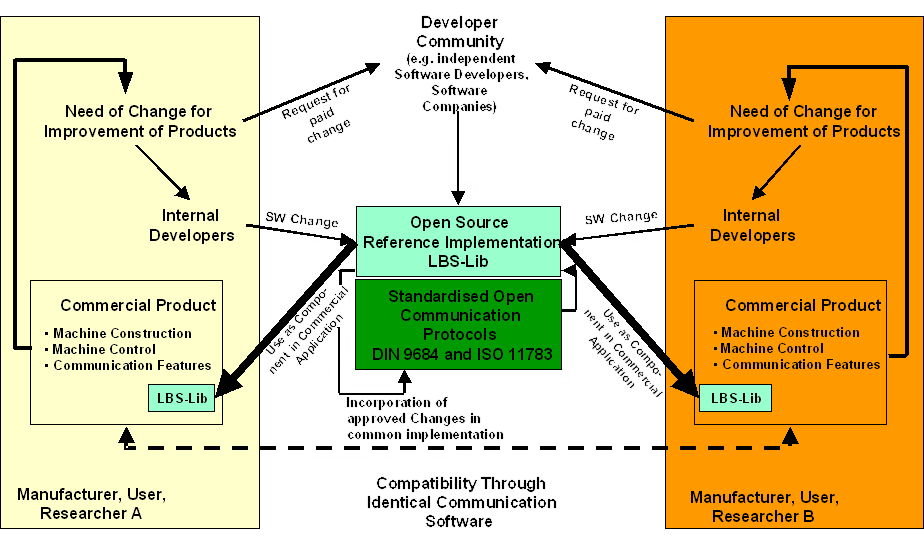 Developer
Community
(e.g. independent
Software Developers,
Software
Companies)
Need of Change for
Improvement of Products
Request for
paid
change
Request for
paid
change
Need of Change for
Improvement of Products
Internal
Developers
SW Change
Open Source
Reference Implementation
LBS-Lib
SW Change
Internal
Developers
Commercial Product
• Machine Construction
• Machine Control
• Communication Features
LBS-Lib
Use as Compo-
nent in Commercial
Application
Standardised Open
Communication
Protocols
DIN 9684 and ISO 11783
Use as Compo-
nent in Commercial
Application
Commercial Product
• Machine Construction
• Machine Control
• Communication Features
LBS-Lib
Incorporation of
approved Changes in
common implementation
Manufacturer, User,
Researcher A
Compatibility Through
Identical Communication
Software
Manufacturer, User,
Researcher B